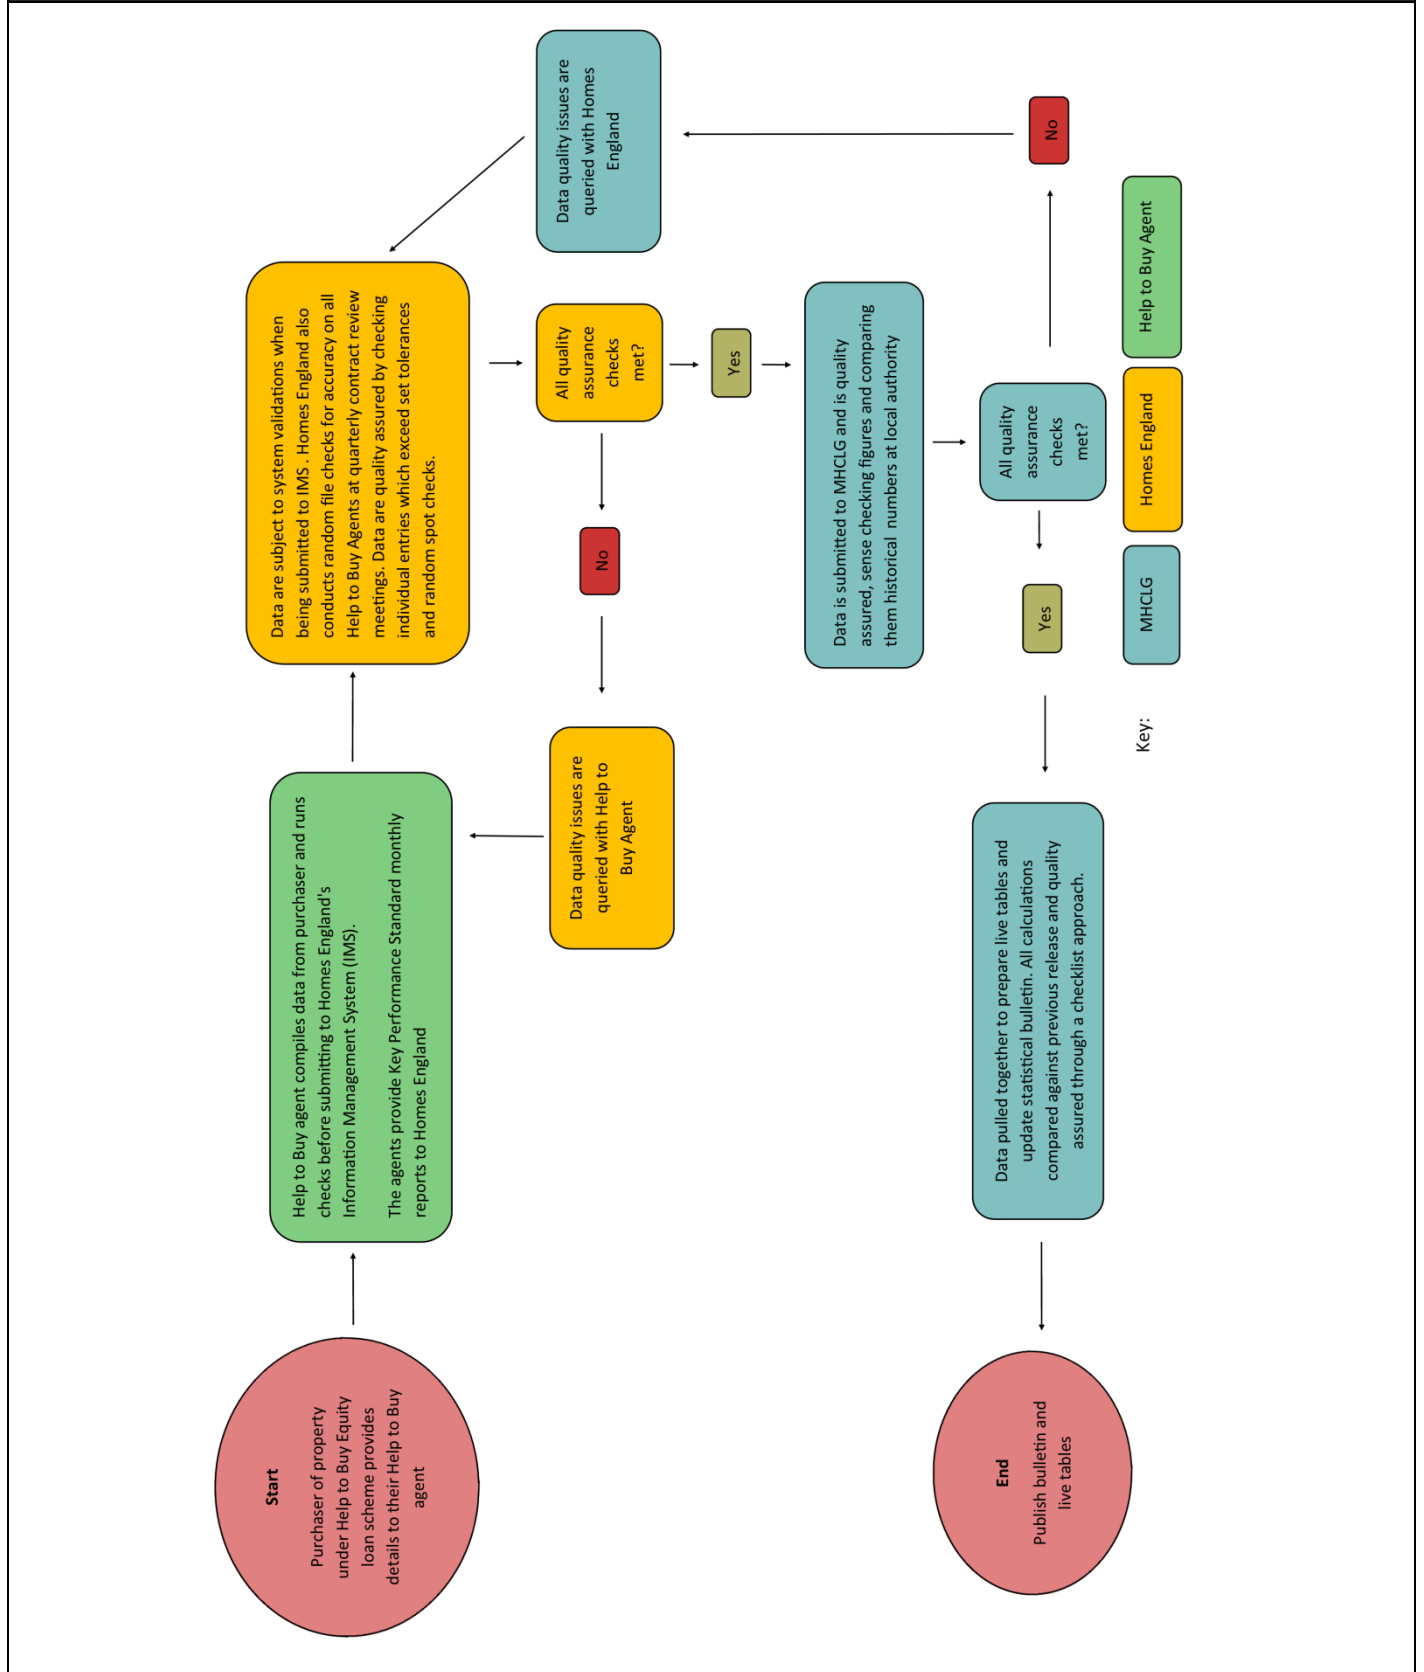 Start
Purchaser of property
under Help to Buy Equity
loan scheme provides
details to their Help to Buy
agent
Help to Buy agent compiles data from purchaser and runs
checks before submitting to Homes England's
Information Management System (IMS).
The agents provide Key Performance Standard monthly
reports to Homes England
Data are subject to system validations when
being submitted to IMS . Homes England also
conducts random file checks for accuracy on all
Help to Buy Agents at quarterly contract review
meetings. Data are quality assured by checking
individual entries which exceed set tolerances
and random spot checks.
All quality
assurance
checks
met?
No
Data quality issues are
queried with Help to
Buy Agent
Yes
Data is submitted to MHCLG and is quality
assured, sense checking figures and comparing
them historical numbers at local authority
All quality
assurance
checks
met?
No
Data quality issues are
queried with Homes
England
Yes
Data pulled together to prepare live tables and
update statistical bulletin. All calculations
compared against previous release and quality
assured through a checklist approach.
End
Publish bulletin and
live tables
Key:
MHCLG
Homes England
Help to Buy Agent